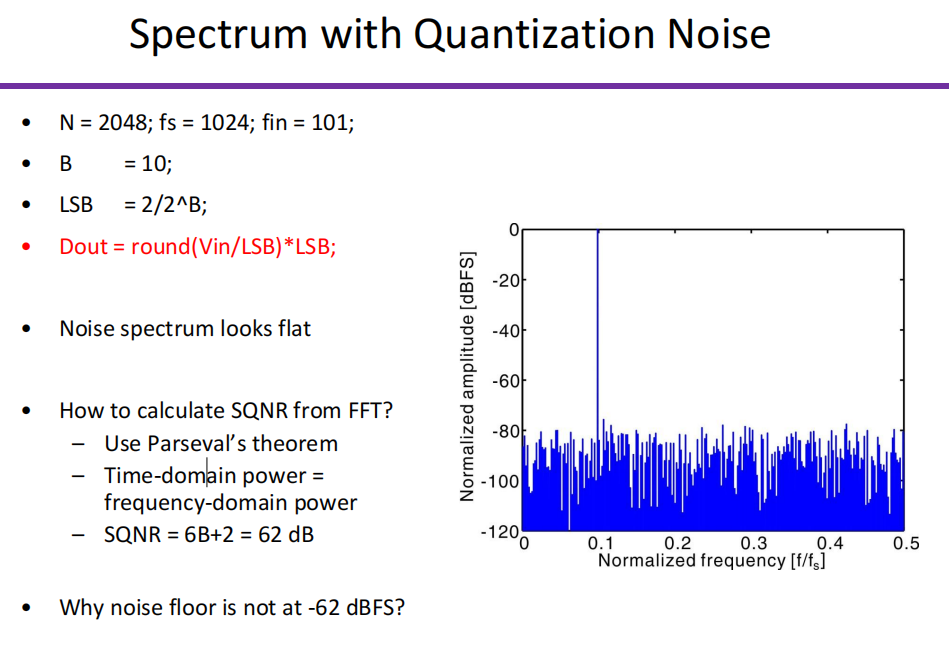 Spectrum with Quantization Noise
• N = 2048; fs = 1024; fin = 101;
• B = 10;
• LSB = 2/2^B;
• Dout = round(Vin/LSB)*LSB;
• Noise spectrum looks flat
• How to calculate SQNR from FFT?
– Use Parseval’s theorem
– Time-domain power =
frequency-domain power
– SQNR = 6B+2 = 62 dB
• Why noise floor is not at -62 dBFS?
Normalized amplitude [dBFS]
0
-20
-40
-60
-80
-100
-120
0 0.1 0.2 0.3 0.4 0.5
Normalized frequency [f/fs]